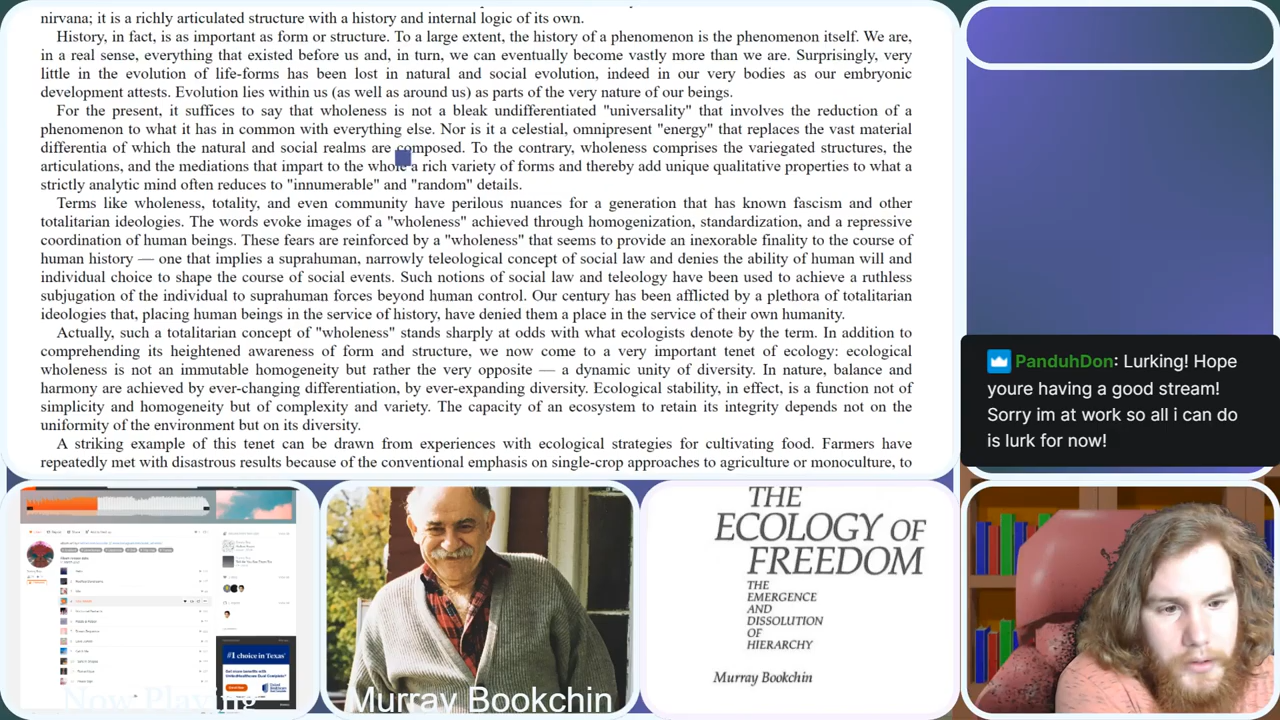 nirvana; it is a richly articulated structure with a history and internal logic of its own.
History, in fact, is as important as form or structure. To a large extent, the history of a phenomenon is the phenomenon itself. We are,
in a real sense, everything that existed before us and, in turn, we can eventually become vastly more than we are. Surprisingly, very
little in the evolution of life-forms has been lost in natural and social evolution, indeed in our very bodies as our embryonic
development attests. Evolution lies within us (as well as around us) as parts of the very nature of our beings.
For the present, it suffices to say that wholeness is not a bleak undifferentiated "universality" that involves the reduction of a
phenomenon to what it has in common with everything else. Nor is it a celestial, omnipresent "energy" that replaces the vast material
differentia of which the natural and social realms are composed. To the contrary, wholeness comprises the variegated structures, the
articulations, and the mediations that impart to the whole a rich variety of forms and thereby add unique qualitative properties to what a
strictly analytic mind often reduces to "innumerable" and "random" details.
Terms like wholeness, totality, and even community have perilous nuances for a generation that has known fascism and other
totalitarian ideologies. The words evoke images of a "wholeness" achieved through homogenization, standardization, and a repressive
coordination of human beings. These fears are reinforced by a "wholeness" that seems to provide an inexorable finality to the course of
human history — one that implies a suprahuman, narrowly teleological concept of social law and denies the ability of human will and
individual choice to shape the course of social events. Such notions of social law and teleology have been used to achieve a ruthless
subjugation of the individual to suprahuman forces beyond human control. Our century has been afflicted by a plethora of totalitarian
ideologies that, placing human beings in the service of history, have denied them a place in the service of their own humanity.
Actually, such a totalitarian concept of "wholeness" stands sharply at odds with what ecologists denote by the term. In addition to
comprehending its heightened awareness of form and structure, we now come to a very important tenet of ecology: ecological
wholeness is not an immutable homogeneity but rather the very opposite — a dynamic unity of diversity. In nature, balance and
harmony are achieved by ever-changing differentiation, by ever-expanding diversity. Ecological stability, in effect, is a function not of
simplicity and homogeneity but of complexity and variety. The capacity of an ecosystem to retain its integrity depends not on the
uniformity of the environment but on its diversity.
A striking example of this tenet can be drawn from experiences with ecological strategies for cultivating food. Farmers have
repeatedly met with disastrous results because of the conventional emphasis on single-crop approaches to agriculture or monoculture, to
PanduhDon: Lurking! Hope
youre having a good stream!
Sorry im at work so all i can do
is lurk for now!
#1 choice in Texas
Now Playing
Murray Bookchin
THE
ECOLOGY OF
FREEDOM
THE
EMERGENCE
AND
DISSOLUTION
OF
HIERARCHY
Murray Bookchin